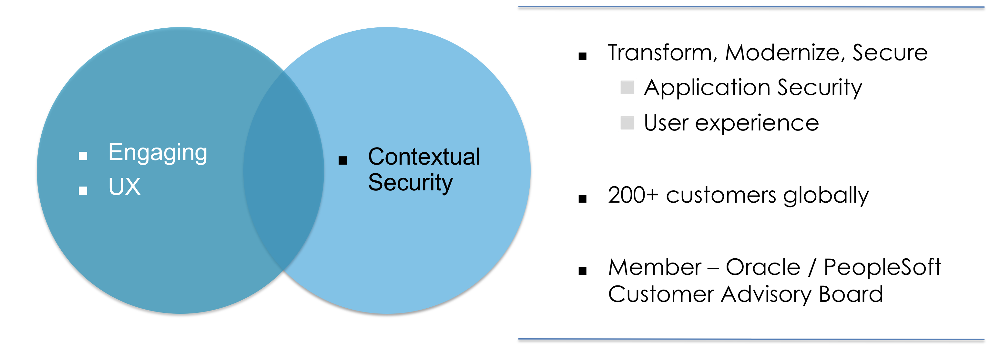 Engaging
UX
Contextual
Security
Transform, Modernize, Secure
Application Security
User experience
200+ customers globally
Member – Oracle / PeopleSoft
Customer Advisory Board